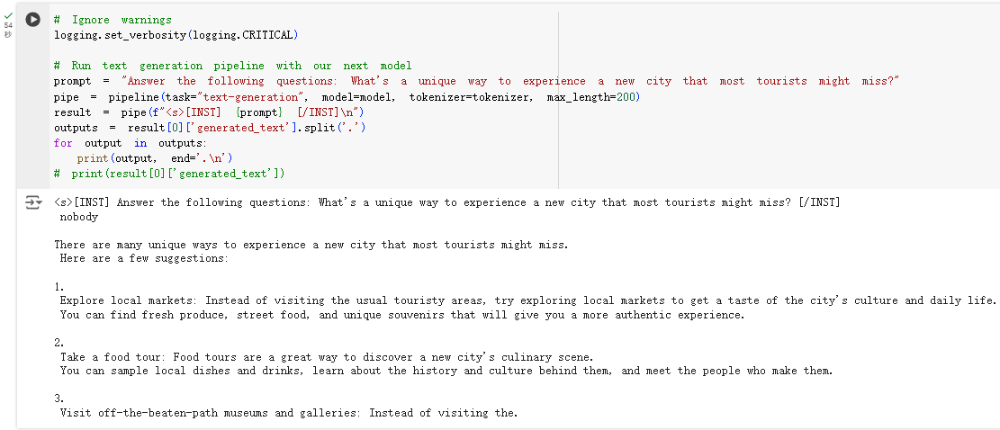 54
秒
# Ignore warnings
logging.set_verbosity(logging.CRITICAL)
# Run text generation pipeline with our next model
prompt = "Answer the following questions: What's a unique way to experience a new city that most tourists might miss?"
pipe = pipeline(task="text-generation", model=model, tokenizer=tokenizer, max_length=200)
result = pipe(f"<s>[INST] {prompt} [/INST]\n")
outputs = result[0]['generated_text'].split('.')
for output in outputs:
    print(output, end='.\n')
# print(result[0]['generated_text'])
<s>[INST] Answer the following questions: What's a unique way to experience a new city that most tourists might miss? [/INST]
 nobody
There are many unique ways to experience a new city that most tourists might miss.
 Here are a few suggestions:
1.
 Explore local markets: Instead of visiting the usual touristy areas, try exploring local markets to get a taste of the city's culture and daily life.
 You can find fresh produce, street food, and unique souvenirs that will give you a more authentic experience.
2.
 Take a food tour: Food tours are a great way to discover a new city's culinary scene.
 You can sample local dishes and drinks, learn about the history and culture behind them, and meet the people who make them.
3.
 Visit off-the-beaten-path museums and galleries: Instead of visiting the.